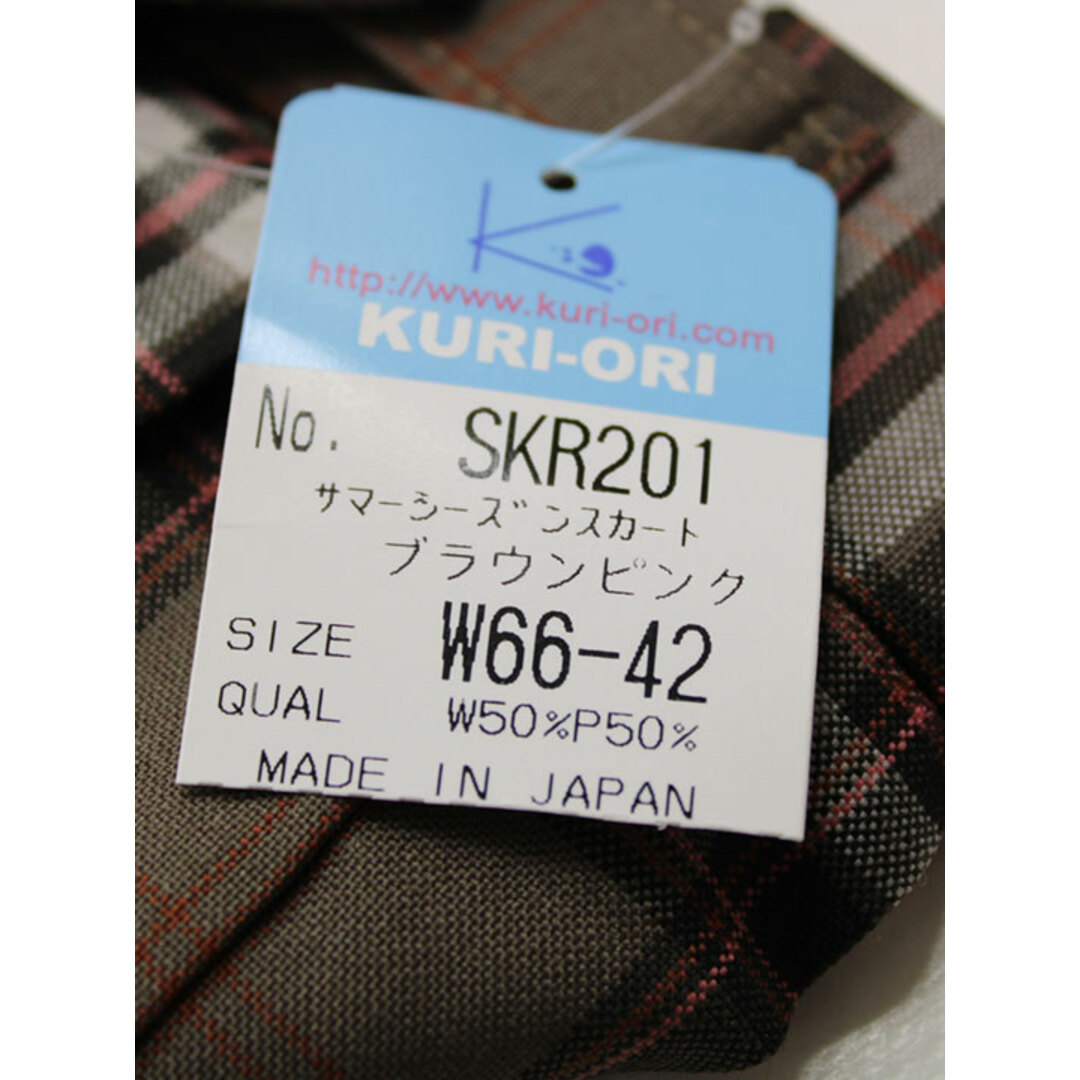 http://www.kuri-ori.com
KURI-ORI
No. SKR201
サマーシーズンスカート
ブラウンピンク
SIZE W66-42
QUAL W50%P50%
MADE IN JAPAN